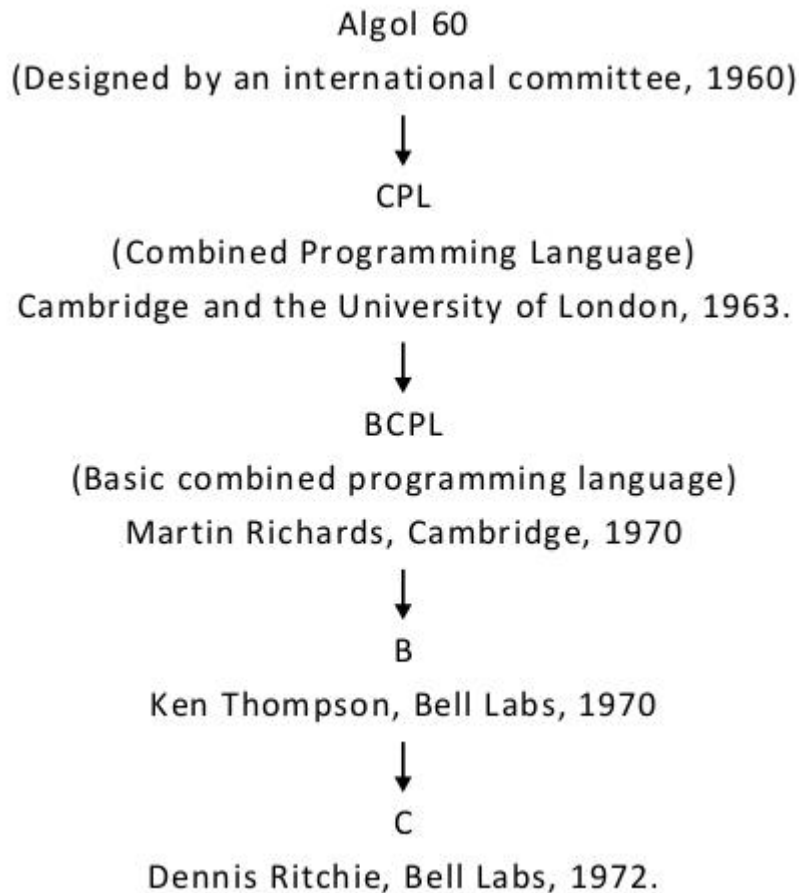 Algol 60
(Designed by an international committee, 1960)
CPL
(Combined Programming Language)
Cambridge and the University of London, 1963.
BCPL
(Basic combined programming language)
Martin Richards, Cambridge, 1970
B
Ken Thompson, Bell Labs, 1970
C
Dennis Ritchie, Bell Labs, 1972.